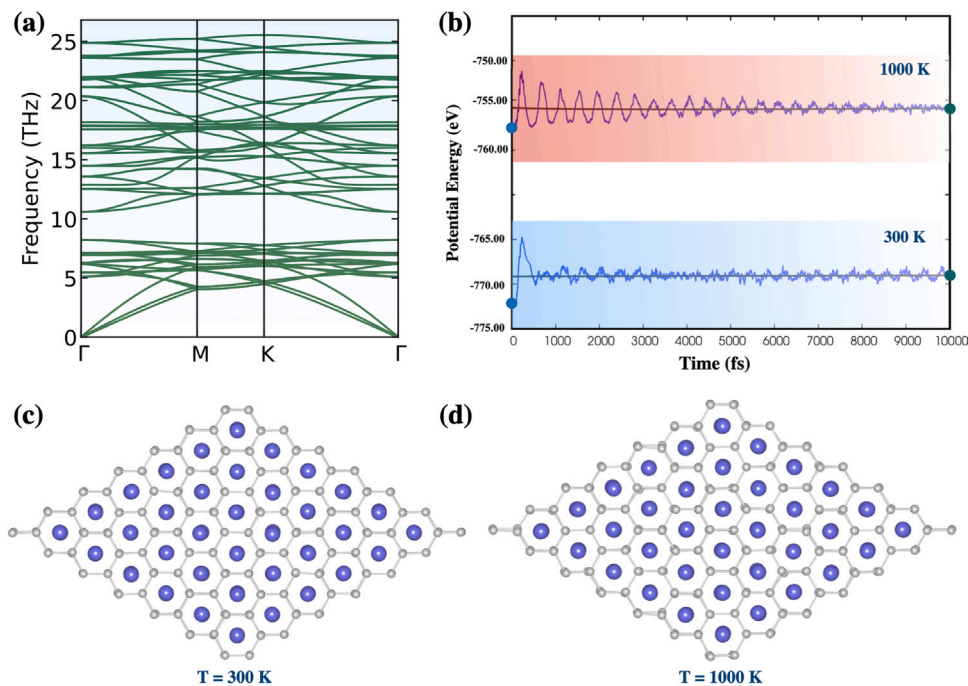 (a)
Frequency (THz)
25
20
15
10
5
0
Γ M K Γ
(b)
Potential Energy (eV)
-750.00
-755.00
-760.00
-765.00
-770.00
-775.00
1000 K
300 K
0 1000 2000 3000 4000 5000 6000 7000 8000 9000 10000
Time (fs)
(c)
T = 300 K
(d)
T = 1000 K